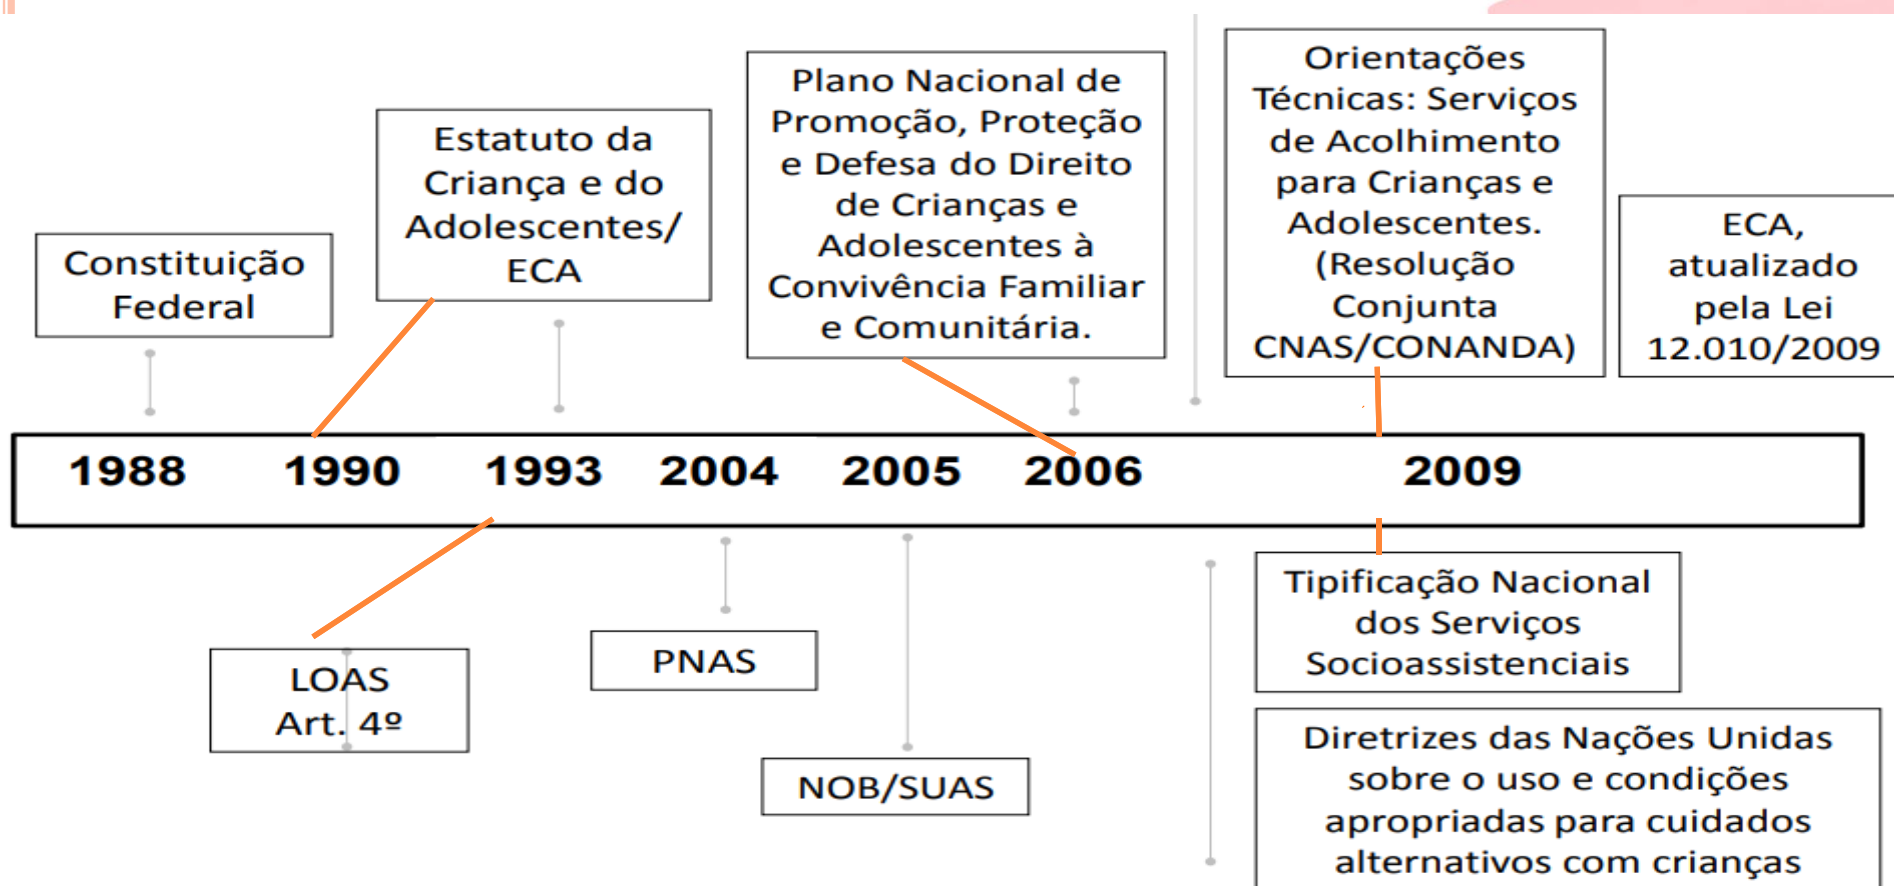 Constituição
Federal
Estatuto da
Criança e do
Adolescentes/
ECA
Plano Nacional de
Promoção, Proteção
e Defesa do Direito
de Crianças e
Adolescentes à
Convivência Familiar
e Comunitária.
Orientações
Técnicas: Serviços
de Acolhimento
para Crianças e
Adolescentes.
(Resolução
Conjunta
CNAS/CONANDA)
ECA,
atualizado
pela Lei
12.010/2009
1988 1990 1993 2004 2005 2006 2009
LOAS
Art. 4º
PNAS
NOB/SUAS
Tipificação Nacional
dos Serviços
Socioassistenciais
Diretrizes das Nações Unidas
sobre o uso e condições
apropriadas para cuidados
alternativos com crianças